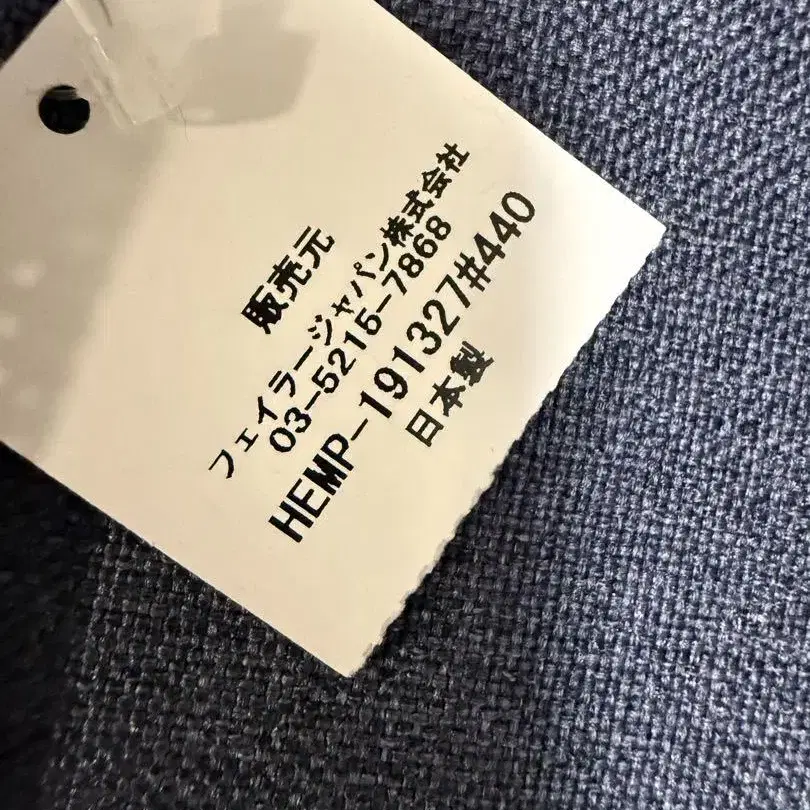 販売元
フェイラージャパン株式会社
03-5215-7868
HEMP-191327#440
日本製